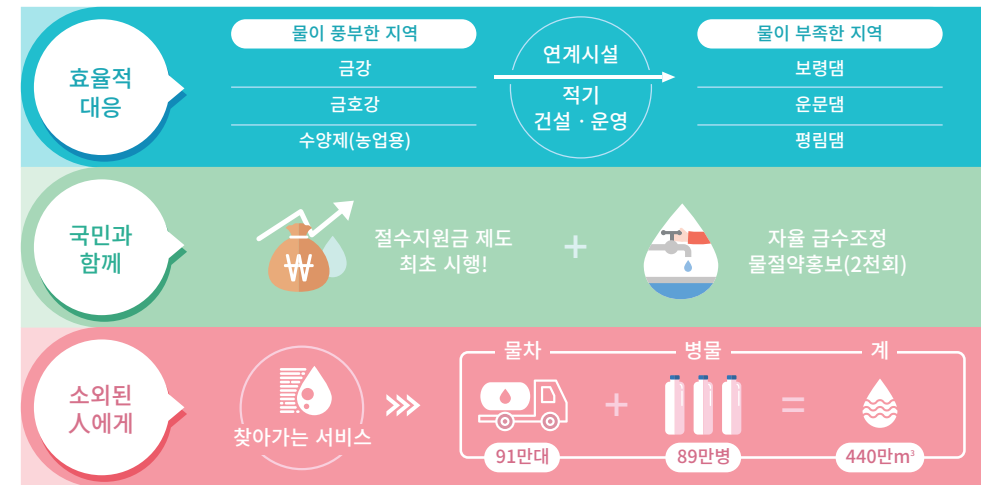 효율적
대응
물이 풍부한 지역
금강
금호강
수양제(농업용)
연계시설
적기
건설 · 운영
물이 부족한 지역
보령댐
운문댐
평림댐
국민과
함께
₩
절수지원금 제도
최초 시행!
+
자율 급수조정
물절약홍보(2천회)
소외된
人에게
찾아가는 서비스
물차
91만대
+
병물
89만병
=
계
440만m³